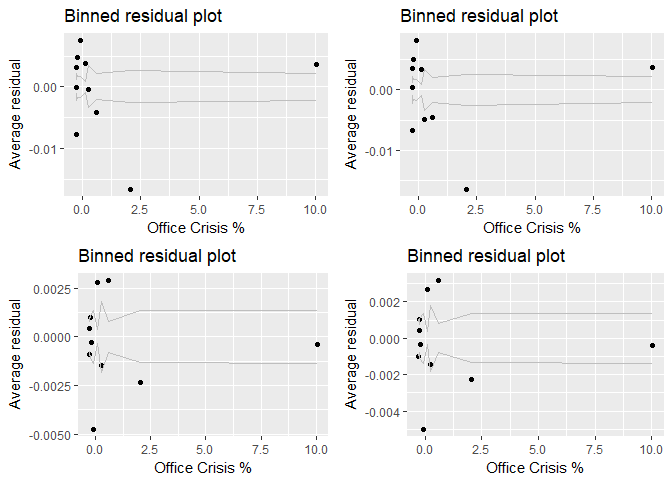 Binned residual plot
Average residual
0.00
-0.01
0.0 2.5 5.0 7.5 10.0
Office Crisis %
Binned residual plot
Average residual
0.00
-0.01
0.0 2.5 5.0 7.5 10.0
Office Crisis %
Binned residual plot
Average residual
0.0025
0.0000
-0.0025
-0.0050
0.0 2.5 5.0 7.5 10.0
Office Crisis %
Binned residual plot
Average residual
0.002
0.000
-0.002
-0.004
0.0 2.5 5.0 7.5 10.0
Office Crisis %